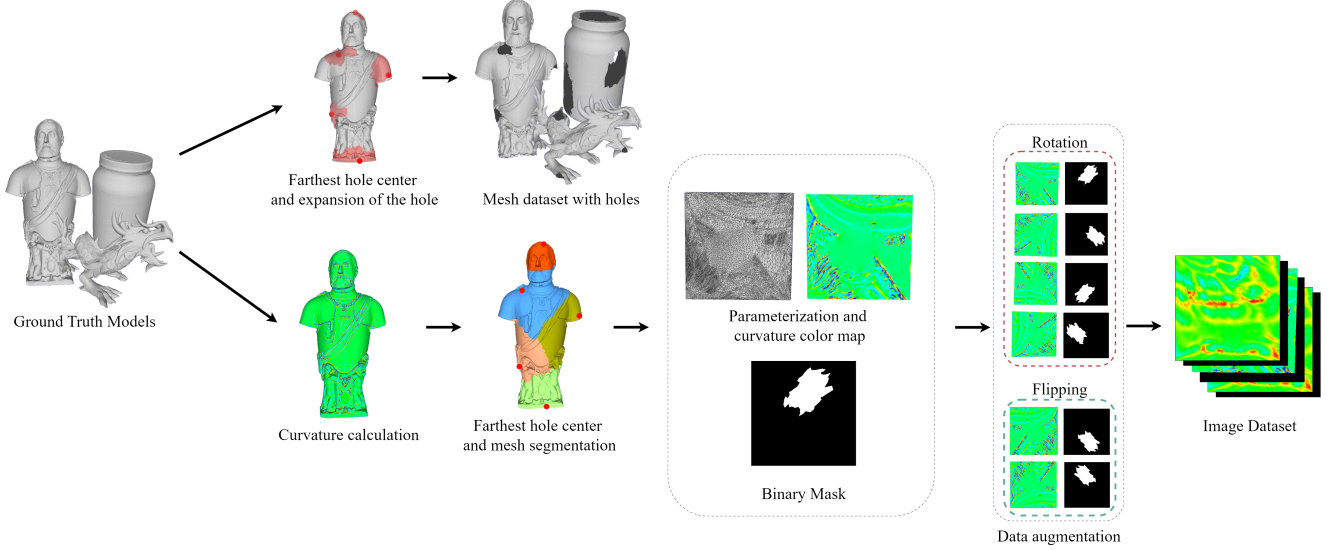 Ground Truth Models
Farthest hole center
and expansion of the hole
Mesh dataset with holes
Curvature calculation
Farthest hole center
and mesh segmentation
Parameterization and
curvature color map
Binary Mask
Rotation
Flipping
Data augmentation
Image Dataset